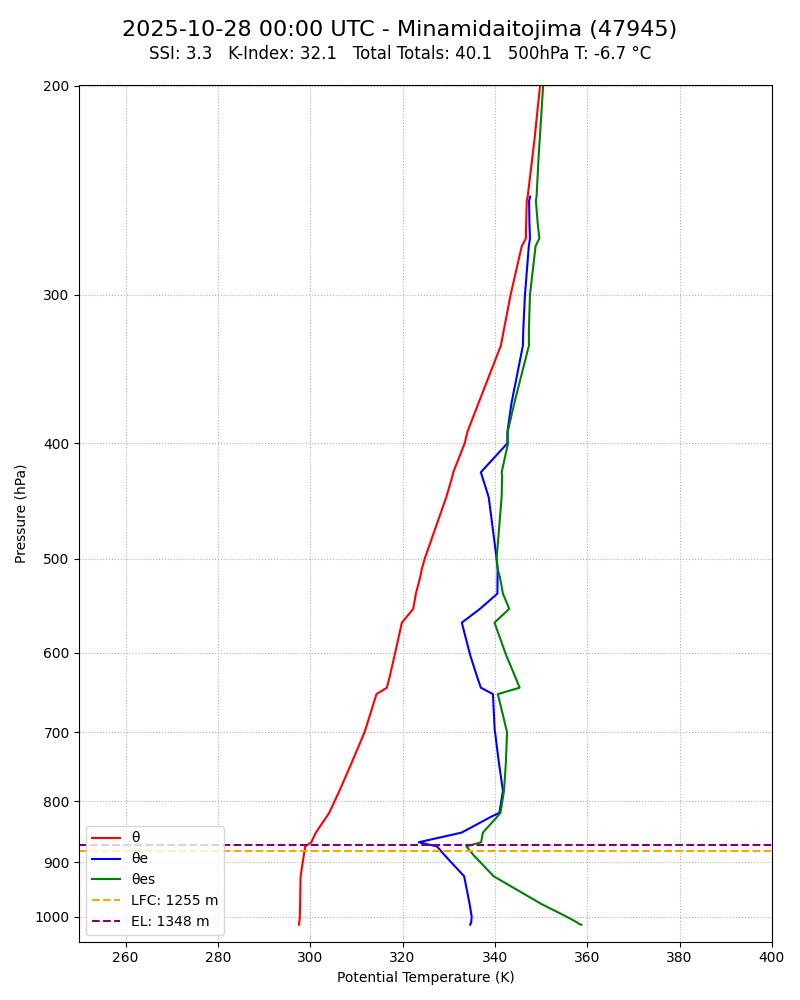 2025-10-28 00:00 UTC - Minamidaitojima (47945)
SSI: 3.3   K-Index: 32.1   Total Totals: 40.1   500hPa T: -6.7 °C
200
300
400
500
600
700
800
900
1000
Pressure (hPa)
θ
θe
θes
LFC: 1255 m
EL: 1348 m
260
280
300
320
340
360
380
400
Potential Temperature (K)